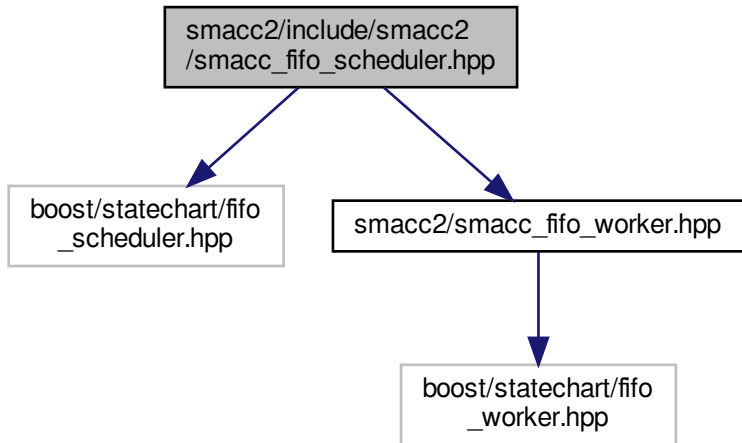 smacc2/include/smacc2
/smacc_fifo_scheduler.hpp
boost/statechart/fifo
_scheduler.hpp
smacc2/smacc_fifo_worker.hpp
boost/statechart/fifo
_worker.hpp